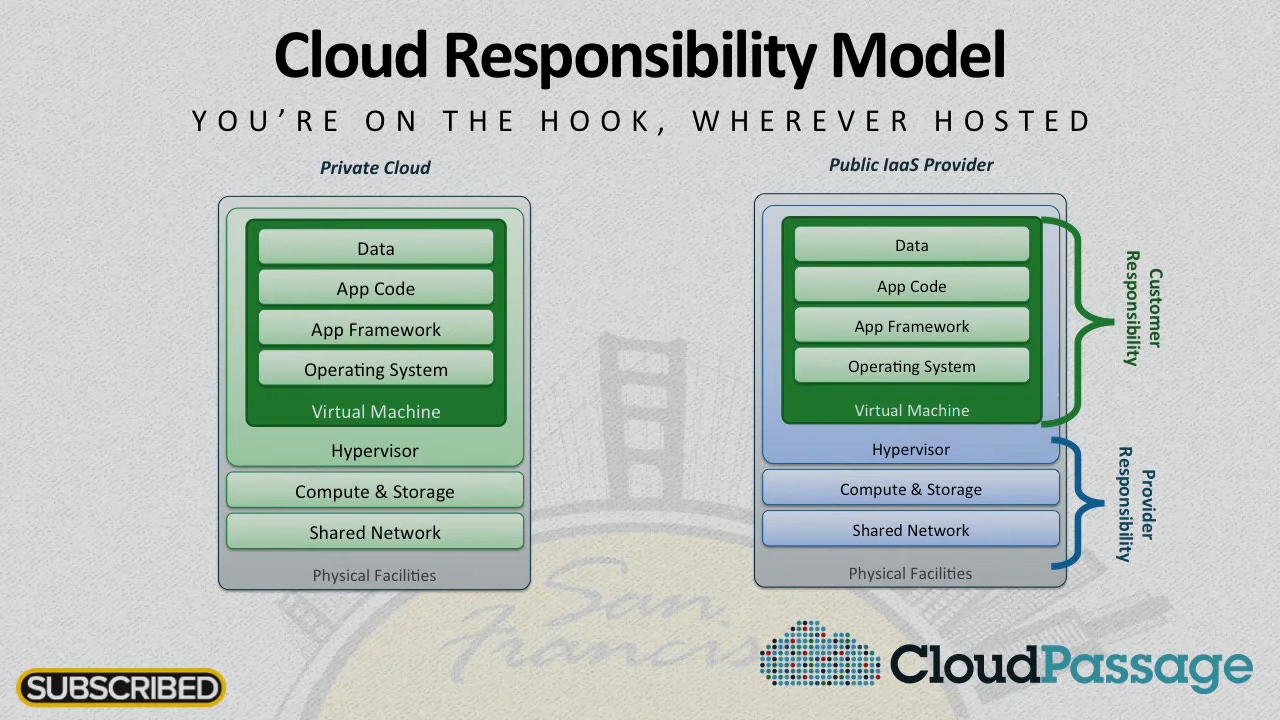 Cloud Responsibility Model
YOU'RE ON THE HOOK, WHEREVER HOSTED
Private Cloud
Data
App Code
App Framework
Operating System
Virtual Machine
Hypervisor
Compute & Storage
Shared Network
Physical Facilities
Public IaaS Provider
Data
App Code
App Framework
Operating System
Virtual Machine
Hypervisor
Compute & Storage
Shared Network
Physical Facilities
Customer
Responsibility
Provider
Responsibility
San
SUBSCRIBED
CloudPassage